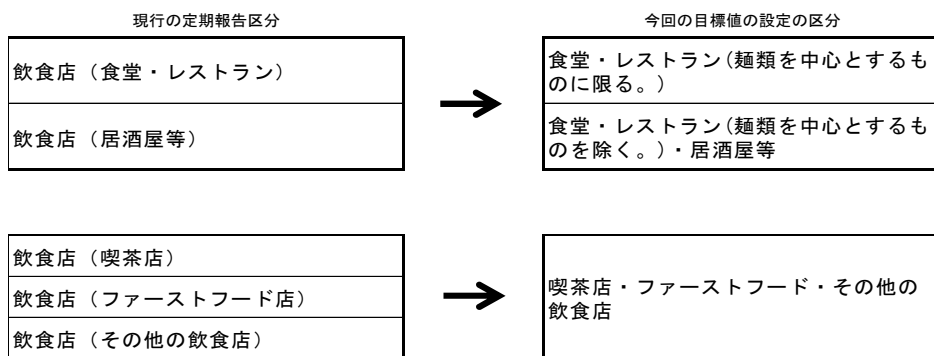 現行の定期報告区分
今回の目標値の設定の区分
飲食店（食堂・レストラン）
飲食店（居酒屋等）
食堂・レストラン(麺類を中心とするも
のに限る。)
食堂・レストラン(麺類を中心とするも
のを除く。)・居酒屋等
飲食店（喫茶店）
飲食店（ファーストフード店）
飲食店（その他の飲食店）
喫茶店・ファーストフード・その他の
飲食店